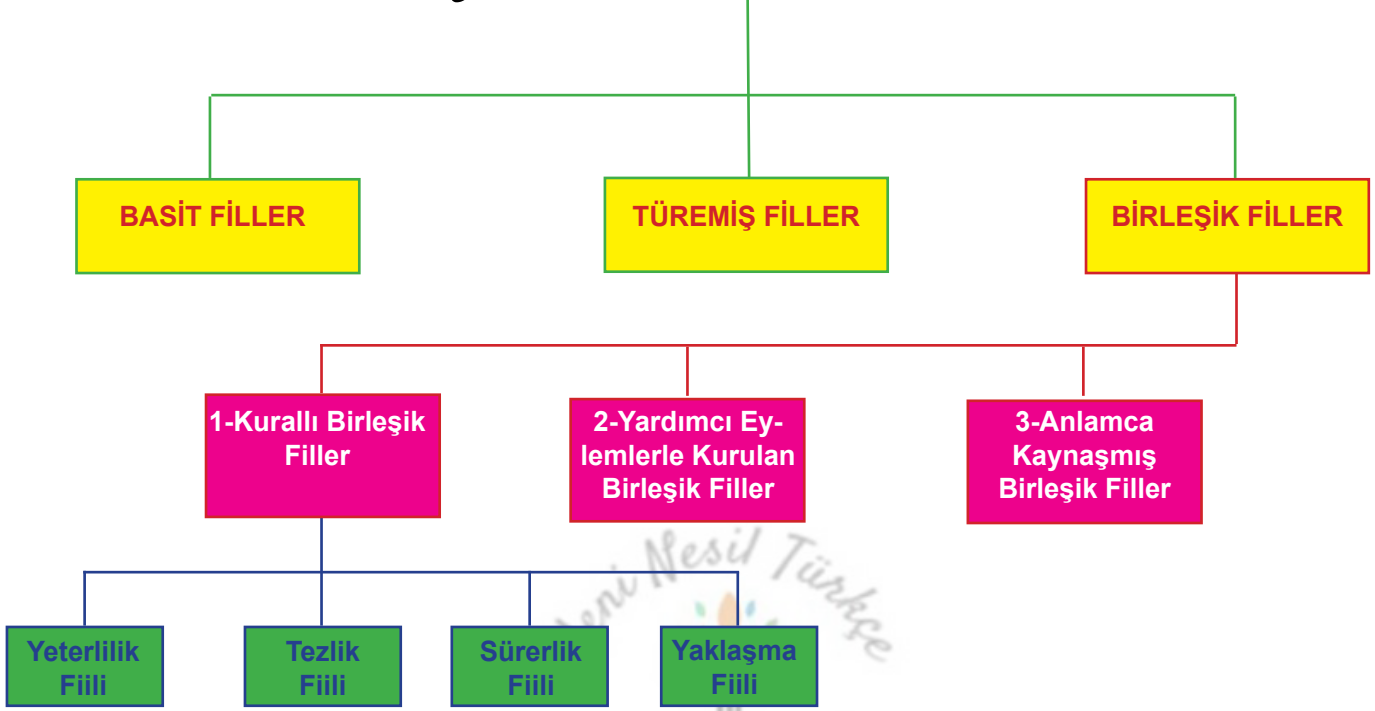 BASİT FİLLER
TÜREMİŞ FİLLER
BİRLEŞİK FİLLER
1-Kurallı Birleşik
Filler
2-Yardımcı Ey-
lemlerle Kurulan
Birleşik Filler
3-Anlamca
Kaynaşmış
Birleşik Filler
Yeni Nesil Türkçe
Yeterlilik
Fiili
Tezlik
Fiili
Sürerlik
Fiili
Yaklaşma
Fiili